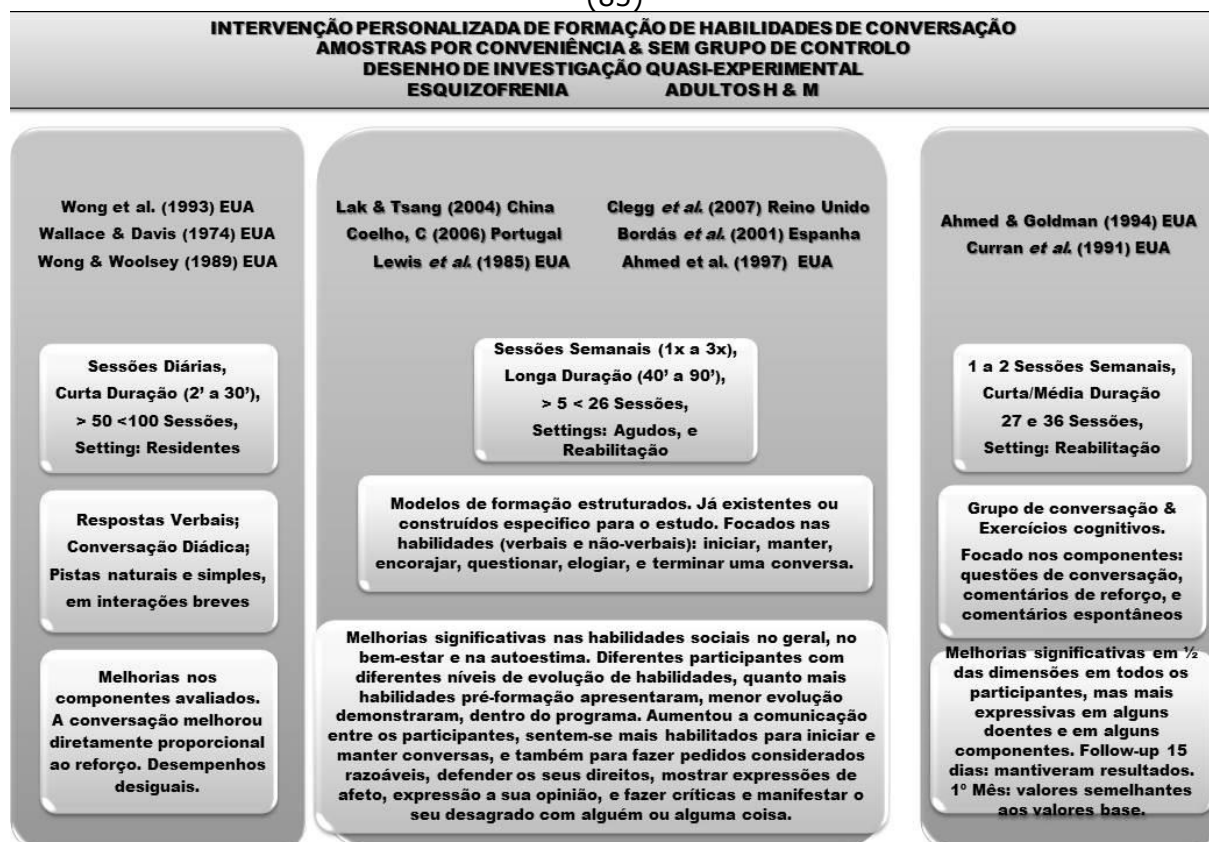 (85)
INTERVENÇÃO PERSONALIZADA DE FORMAÇÃO DE HABILIDADES DE CONVERSAÇÃO
AMOSTRAS POR CONVENIÊNCIA & SEM GRUPO DE CONTROLO
DESENHO DE INVESTIGAÇÃO QUASI-EXPERIMENTAL
ESQUIZOFRENIA ADULTOS H & M
Wong et al. (1993) EUA
Wallace & Davis (1974) EUA
Wong & Woolsey (1989) EUA
Sessões Diárias,
Curta Duração (2’ a 30’),
> 50 <100 Sessões,
Setting: Residentes
Respostas Verbais;
Conversação Diádica;
Pistas naturais e simples,
em interações breves
Melhorias nos
componentes avaliados.
A conversação melhorou
diretamente proporcional
ao reforço. Desempenhos
desiguais.
Lak & Tsang (2004) China Clegg et al. (2007) Reino Unido
Coelho, C (2006) Portugal Bordás et al. (2001) Espanha
Lewis et al. (1985) EUA Ahmed et al. (1997) EUA
Sessões Semanais (1x a 3x),
Longa Duração (40’ a 90’),
> 5 < 26 Sessões,
Settings: Agudos, e
Reabilitação
Modelos de formação estruturados. Já existentes ou
construídos especifico para o estudo. Focados nas
habilidades (verbais e não-verbais): iniciar, manter,
encorajar, questionar, elogiar, e terminar uma conversa.
Melhorias significativas nas habilidades sociais no geral, no
bem-estar e na autoestima. Diferentes participantes com
diferentes níveis de evolução de habilidades, quanto mais
habilidades pré-formação apresentaram, menor evolução
demonstraram, dentro do programa. Aumentou a comunicação
entre os participantes, sentem-se mais habilitados para iniciar e
manter conversas, e também para fazer pedidos considerados
razoáveis, defender os seus direitos, mostrar expressões de
afeto, expressão a sua opinião, e fazer críticas e manifestar o
seu desagrado com alguém ou alguma coisa.
Ahmed & Goldman (1994) EUA
Curran et al. (1991) EUA
1 a 2 Sessões Semanais,
Curta/Média Duração
27 e 36 Sessões,
Setting: Reabilitação
Grupo de conversação &
Exercícios cognitivos.
Focado nos componentes:
questões de conversação,
comentários de reforço, e
comentários espontâneos
Melhorias significativas em ½
das dimensões em todos os
participantes, mas mais
expressivas em alguns
doentes e em alguns
componentes. Follow-up 15
dias: mantiveram resultados.
1º Mês: valores semelhantes
aos valores base.